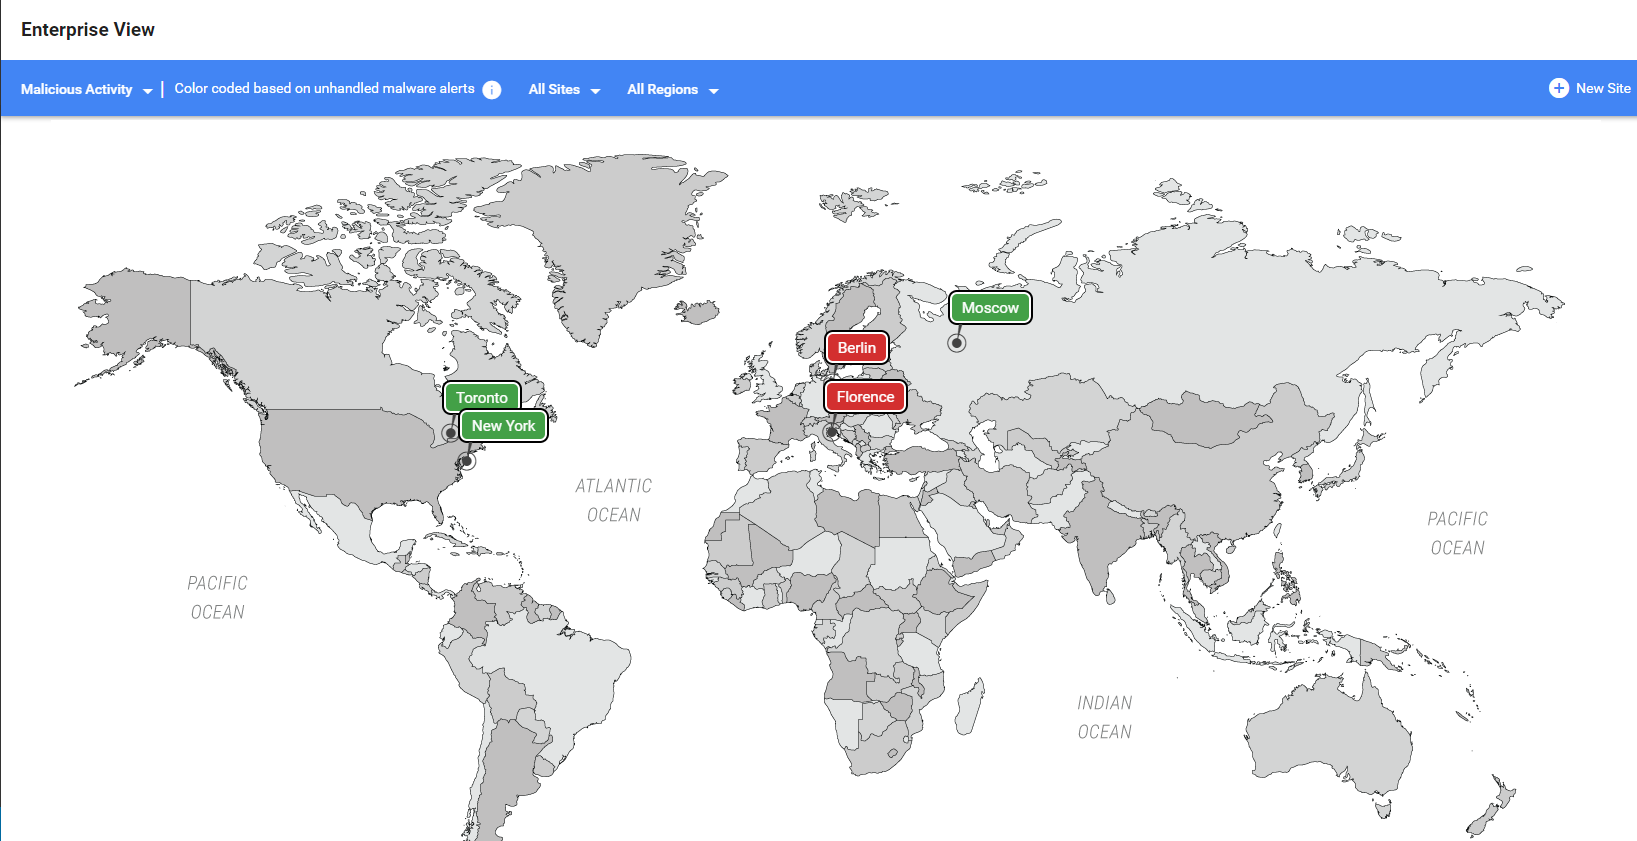 Enterprise View
Malicious Activity | Color coded based on unhandled malware alerts i All Sites All Regions + New Site
Moscow
Berlin
Florence
Toronto
New York
ATLANTIC
OCEAN
PACIFIC
OCEAN
PACIFIC
OCEAN
INDIAN
OCEAN